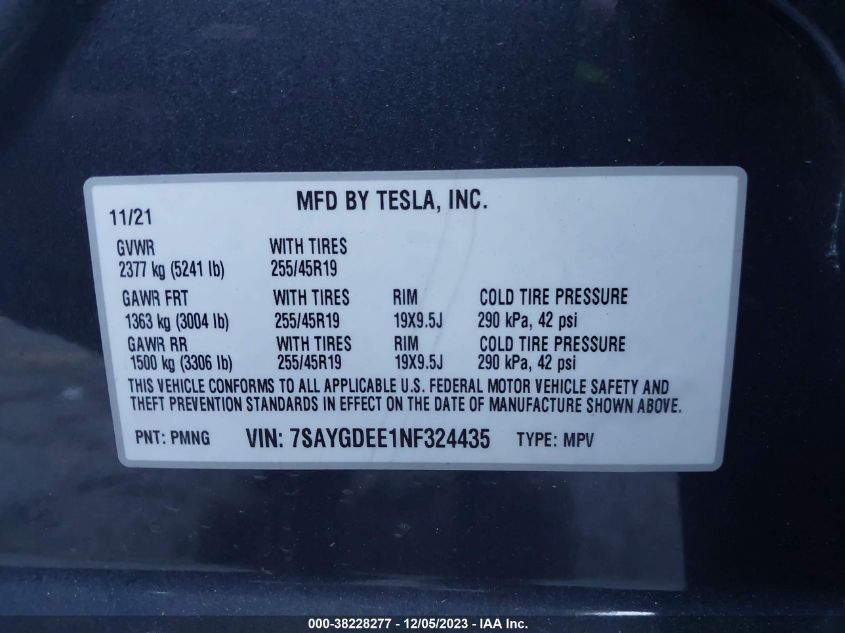 MFD BY TESLA, INC.
11/21
GVWR WITH TIRES
2377 kg (5241 lb) 255/45R19
GAWR FRT WITH TIRES RIM COLD TIRE PRESSURE
1363 kg (3004 lb) 255/45R19 19X9.5J 290 kPa, 42 psi
GAWR RR WITH TIRES RIM COLD TIRE PRESSURE
1500 kg (3306 lb) 255/45R19 19X9.5J 290 kPa, 42 psi
THIS VEHICLE CONFORMS TO ALL APPLICABLE U.S. FEDERAL MOTOR VEHICLE SAFETY AND
THEFT PREVENTION STANDARDS IN EFFECT ON THE DATE OF MANUFACTURE SHOWN ABOVE.
PNT: PMNG VIN: 7SAYGDEE1NF324435 TYPE: MPV
000-38228277 - 12/05/2023 - IAA Inc.